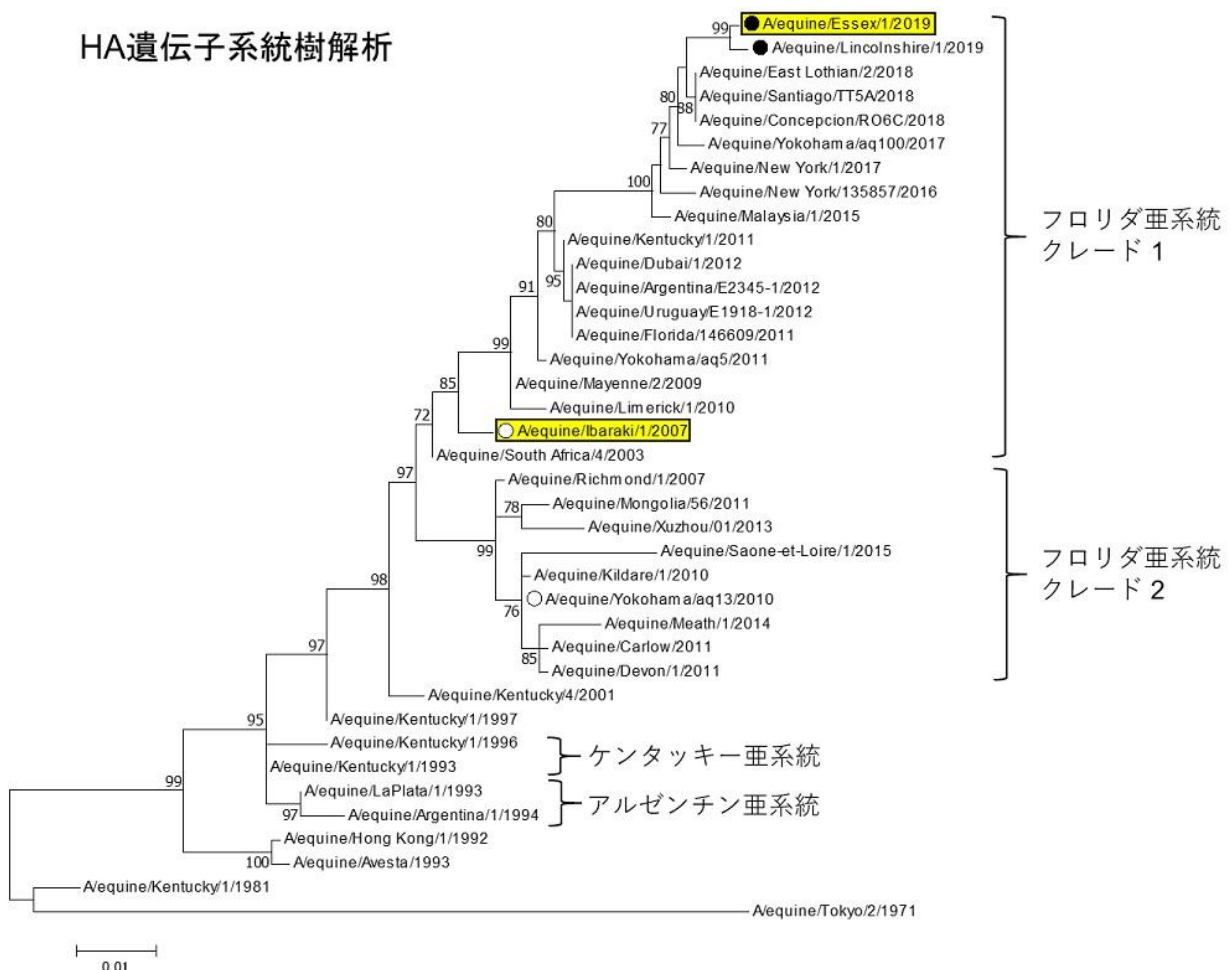 HA遺伝子系統樹解析
99
A/equine/Essex/1/2019
A/equine/Lincolnshire/1/2019
A/equine/East Lothian/2/2018
80
88
A/equine/Santiago/TT5A/2018
A/equine/Concepcion/RO6C/2018
77
A/equine/Yokohama/aq100/2017
A/equine/New York/1/2017
100
A/equine/New York/135857/2016
A/equine/Malaysia/1/2015
フロリダ亜系統
クレード 1
80
A/equine/Kentucky/1/2011
A/equine/Dubai/1/2012
95
A/equine/Argentina/E2345-1/2012
91
A/equine/Uruguay/E1918-1/2012
A/equine/Florida/146609/2011
99
A/equine/Yokohama/aq5/2011
85
A/equine/Mayenne/2/2009
A/equine/Limerick/1/2010
72
A/equine/Ibaraki/1/2007
A/equine/South Africa/4/2003
97
A/equine/Richmond/1/2007
78
A/equine/Mongolia/56/2011
A/equine/Xuzhou/01/2013
99
A/equine/Saone-et-Loire/1/2015
フロリダ亜系統
クレード 2
98
A/equine/Kildare/1/2010
76
A/equine/Yokohama/aq13/2010
A/equine/Meath/1/2014
97
A/equine/Carlow/2011
85
A/equine/Devon/1/2011
A/equine/Kentucky/4/2001
95
A/equine/Kentucky/1/1997
A/equine/Kentucky/1/1996
ケンタッキー亜系統
A/equine/Kentucky/1/1993
99
A/equine/LaPlata/1/1993
アルゼンチン亜系統
97
A/equine/Argentina/1/1994
A/equine/Hong Kong/1/1992
100
A/equine/Avesta/1993
A/equine/Kentucky/1/1981
A/equine/Tokyo/2/1971
0.01